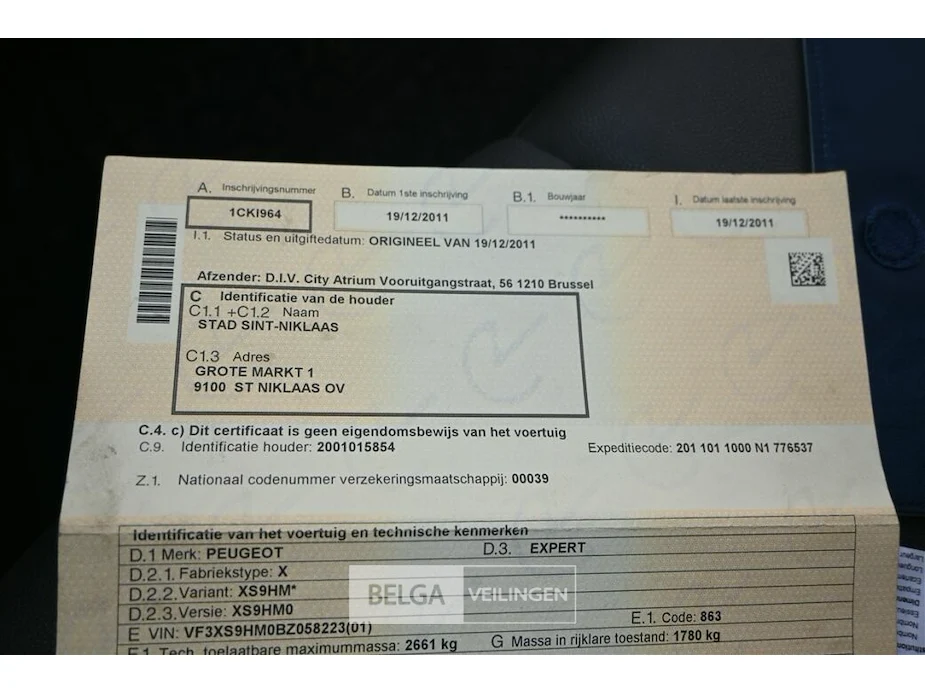 A. Inschrijvingsnummer B. Datum 1ste inschrijving B.1. Bouwjaar I. Datum laatste inschrijving
1CKI964 19/12/2011 ********** 19/12/2011
I.1. Status en uitgiftedatum: ORIGINEEL VAN 19/12/2011
Afzender: D.I.V. City Atrium Vooruitgangstraat, 56 1210 Brussel
C Identificatie van de houder
C1.1 +C1.2 Naam
STAD SINT-NIKLAAS
C1.3 Adres
GROTE MARKT 1
9100 ST NIKLAAS OV
C.4. c) Dit certificaat is geen eigendomsbewijs van het voertuig
C.9. Identificatie houder: 2001015854 Expeditiecode: 201 101 1000 N1 776537
Z.1. Nationaal codenummer verzekeringsmaatschappij: 00039
Identificatie van het voertuig en technische kenmerken
D.1 Merk: PEUGEOT D.3. EXPERT
D.2.1. Fabriekstype: X
D.2.2. Variant: XS9HM*
D.2.3. Versie: XS9HM0
BELGA VEILINGEN
E VIN: VF3XS9HM0BZ058223(01) E.1. Code: 863
F.1 Tech. toelaatbare maximummassa: 2661 kg G Massa in rijklare toestand: 1780 kg